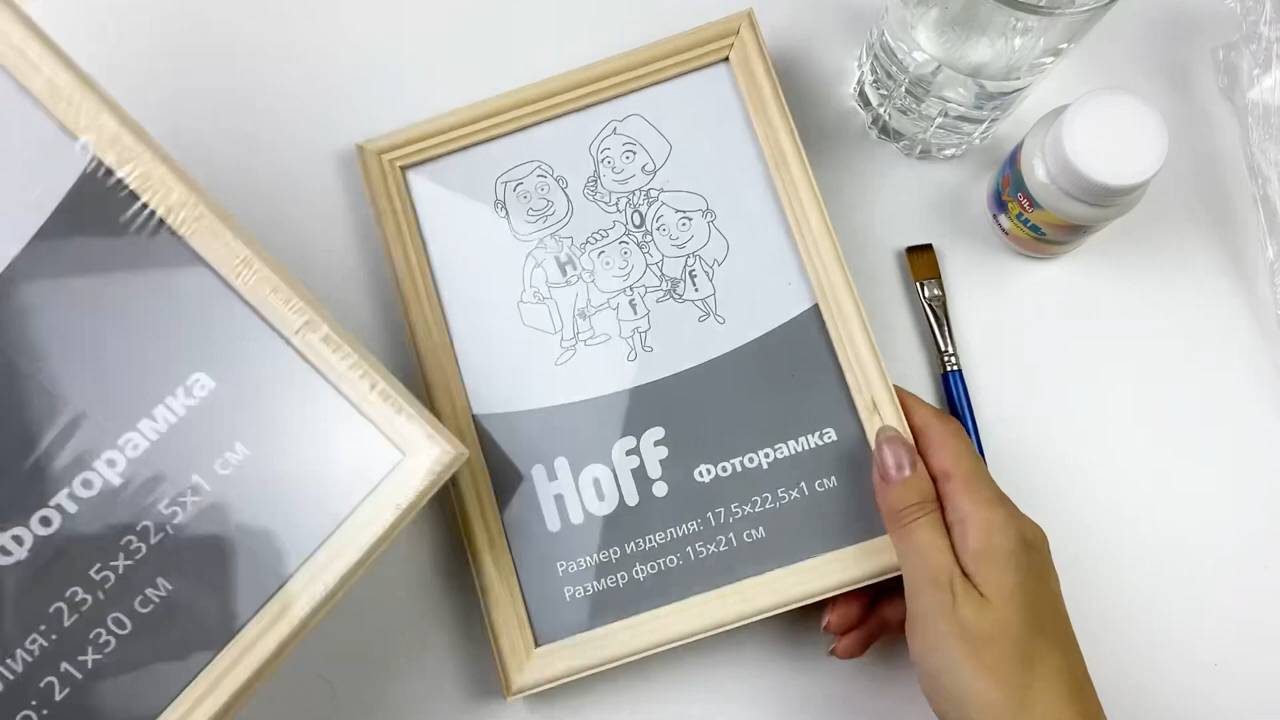 Фоторамка
23,5x32,5x1 см
21x30 см
H
O
F
F
Hoff
Фоторамка
Размер изделия: 17,5x22,5x1 см
Размер фото: 15x21 см
Olki